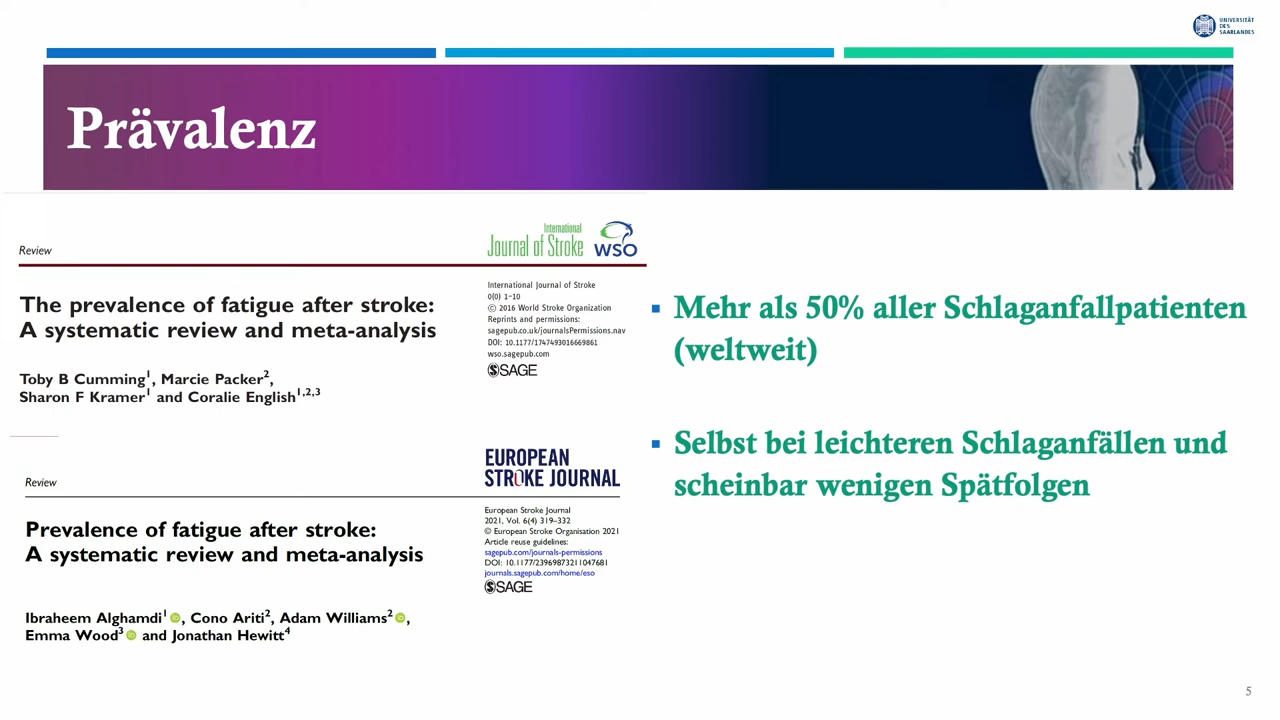 UNIVERSITÄT
DES
SAARLANDES
Prävalenz
Review
International
Journal of Stroke
WSO
The prevalence of fatigue after stroke:
A systematic review and meta-analysis
Toby B Cumming1, Marcie Packer2,
Sharon F Kramer1 and Coralie English1,2,3
International Journal of Stroke
0(0) 1–10
© 2016 World Stroke Organization
Reprints and permissions:
sagepub.co.uk/journalsPermissions.nav
DOI: 10.1177/1747493016669861
wso.sagepub.com
SAGE
Review
EUROPEAN
STROKE JOURNAL
Prevalence of fatigue after stroke:
A systematic review and meta-analysis
Ibraheem Alghamdi1 iD, Cono Ariti2, Adam Williams2 iD,
Emma Wood3 iD and Jonathan Hewitt4
European Stroke Journal
2021, Vol. 6(4) 319–332
© European Stroke Organisation 2021
Article reuse guidelines:
sagepub.com/journals-permissions
DOI: 10.1177/23969873211047681
journals.sagepub.com/home/eso
SAGE
▪ Mehr als 50% aller Schlaganfallpatienten
(weltweit)
▪ Selbst bei leichteren Schlaganfällen und
scheinbar wenigen Spätfolgen
5